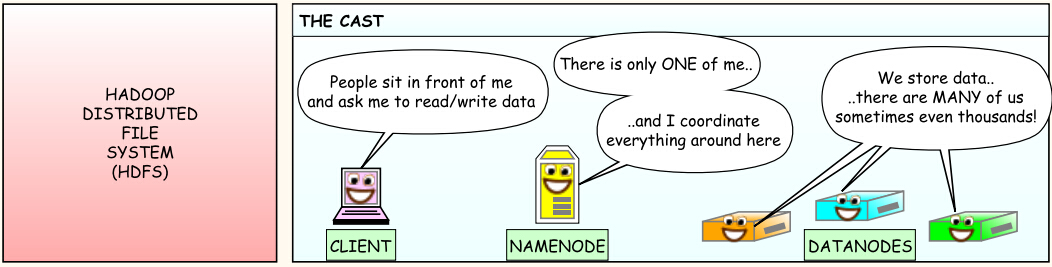 HADOOP
DISTRIBUTED
FILE
SYSTEM
(HDFS)
THE CAST
People sit in front of me
and ask me to read/write data
There is only ONE of me..
..and I coordinate
everything around here
We store data..
..there are MANY of us
sometimes even thousands!
CLIENT
NAMENODE
DATANODES